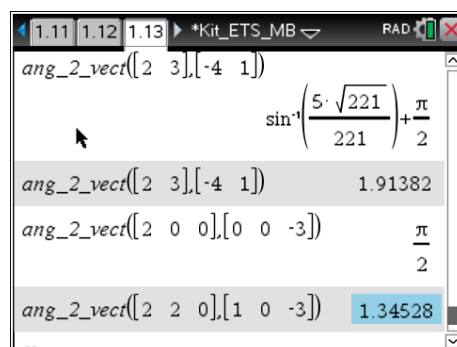 1.11 1.12 1.13 *Kit_ETS_MB RAD
ang_2_vect([2 3],[-4 1])
sin⁻¹(5·√221/221)+π/2
ang_2_vect([2 3],[-4 1]) 1.91382
ang_2_vect([2 0 0],[0 0 -3]) π/2
ang_2_vect([2 2 0],[1 0 -3]) 1.34528